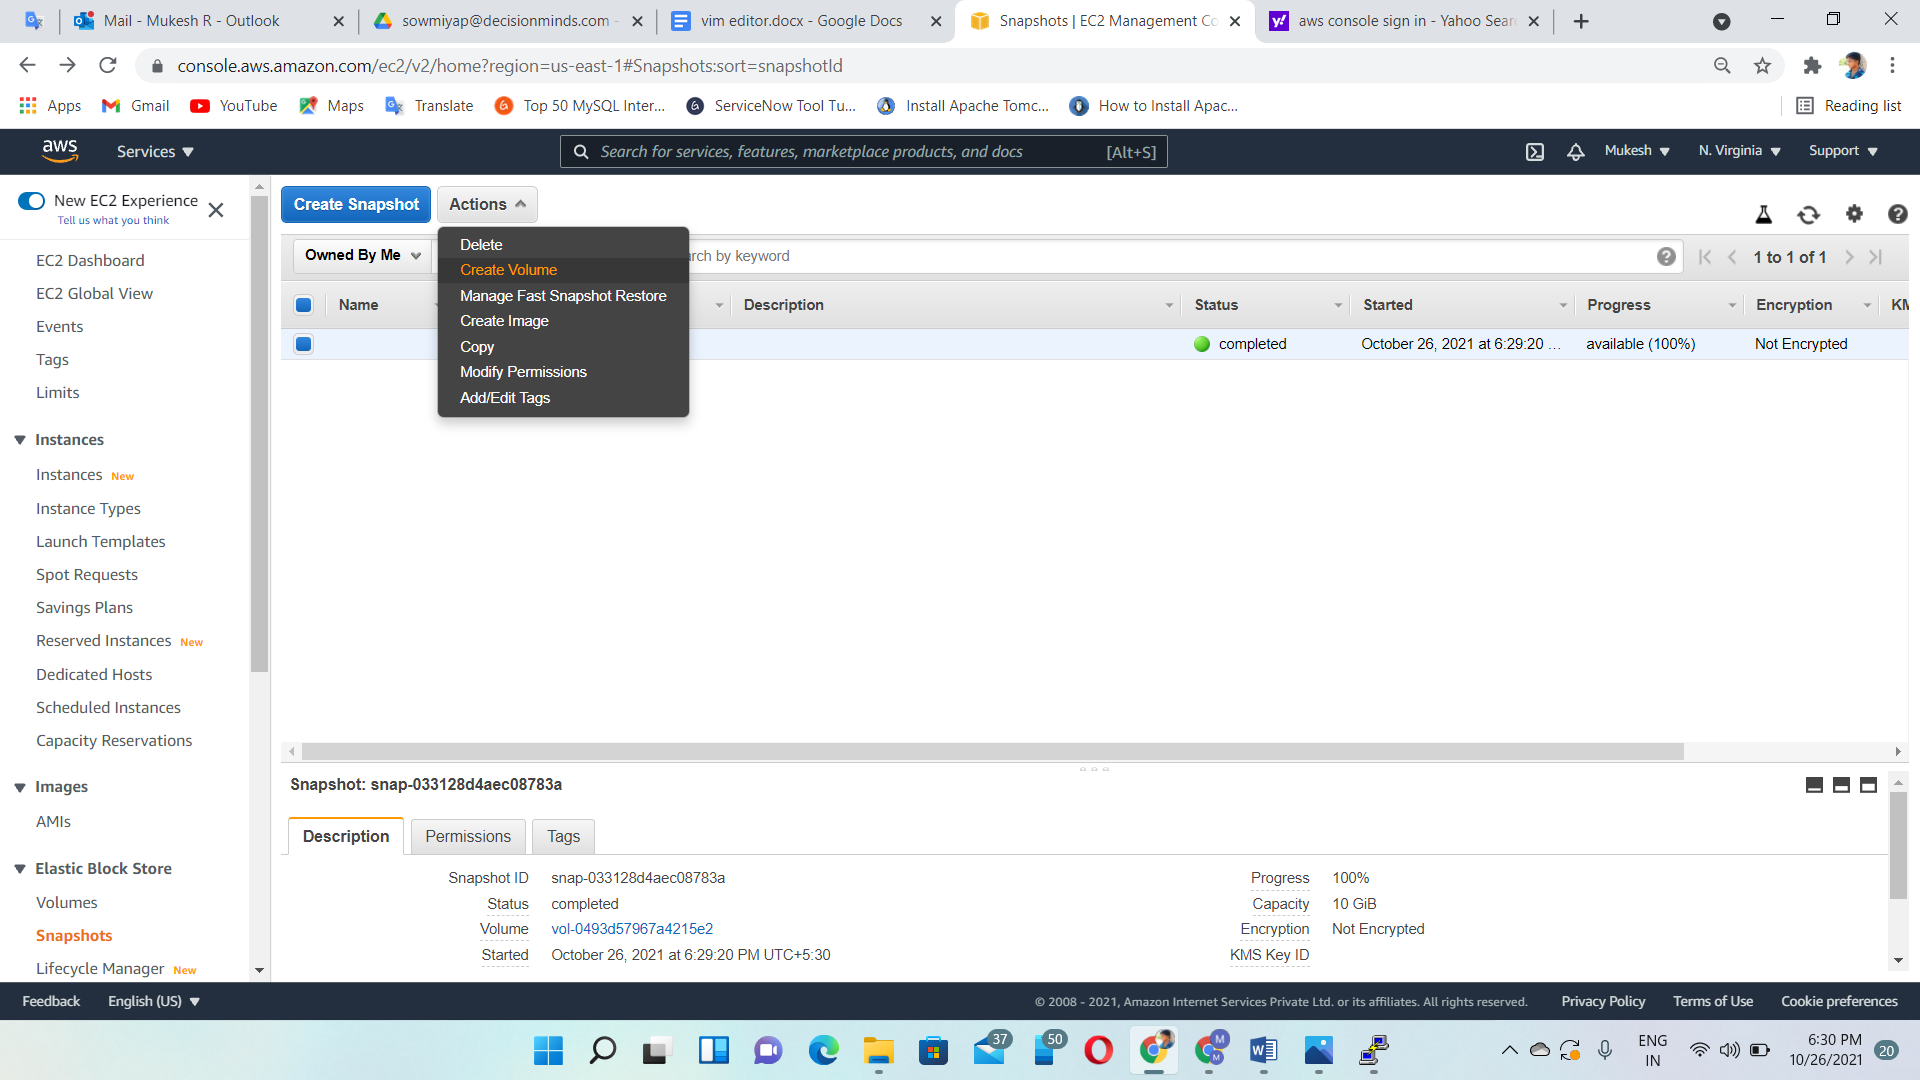 Mail - Mukesh R - Outlook
sowmiyap@decisionminds.com -
vim editor.docx - Google Docs
Snapshots | EC2 Management Co
aws console sign in - Yahoo Sear
console.aws.amazon.com/ec2/v2/home?region=us-east-1#Snapshots:sort=snapshotId
Apps
Gmail
YouTube
Maps
Translate
Top 50 MySQL Inter...
ServiceNow Tool Tu...
Install Apache Tomc...
How to Install Apac...
Reading list
aws
Services
Search for services, features, marketplace products, and docs
[Alt+S]
Mukesh
N. Virginia
Support
New EC2 Experience
Tell us what you think
EC2 Dashboard
EC2 Global View
Events
Tags
Limits
Instances
Instances New
Instance Types
Launch Templates
Spot Requests
Savings Plans
Reserved Instances New
Dedicated Hosts
Scheduled Instances
Capacity Reservations
Images
AMIs
Elastic Block Store
Volumes
Snapshots
Lifecycle Manager New
Create Snapshot
Actions
Delete
Create Volume
Manage Fast Snapshot Restore
Create Image
Copy
Modify Permissions
Add/Edit Tags
Owned By Me
rch by keyword
1 to 1 of 1
Name
Description
Status
Started
Progress
Encryption
KM
completed
October 26, 2021 at 6:29:20 ...
available (100%)
Not Encrypted
Snapshot: snap-033128d4aec08783a
Description
Permissions
Tags
Snapshot ID snap-033128d4aec08783a
Status completed
Volume vol-0493d57967a4215e2
Started October 26, 2021 at 6:29:20 PM UTC+5:30
Progress 100%
Capacity 10 GiB
Encryption Not Encrypted
KMS Key ID
Feedback
English (US)
© 2008 - 2021, Amazon Internet Services Private Ltd. or its affiliates. All rights reserved.
Privacy Policy
Terms of Use
Cookie preferences
37
50
ENG
IN
6:30 PM
10/26/2021
20